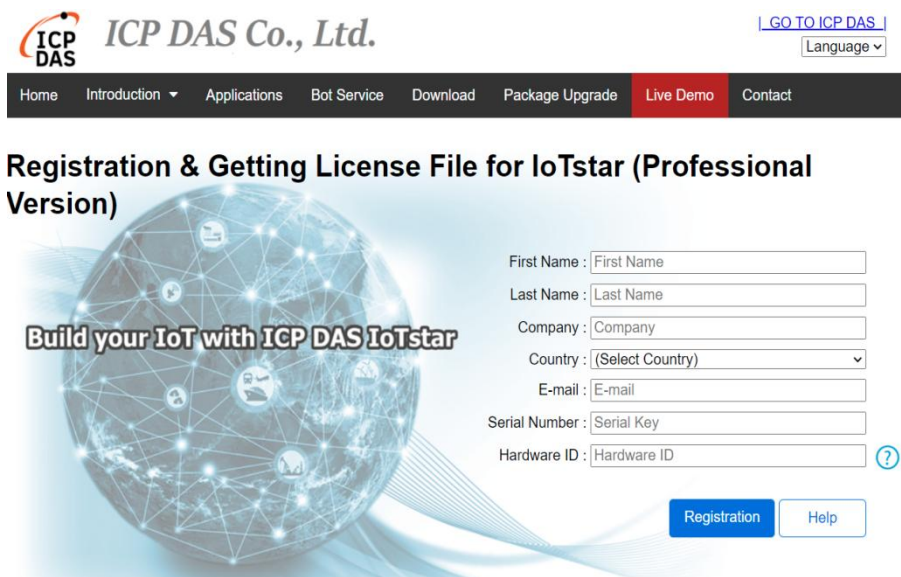 ICP
DAS
ICP DAS Co., Ltd.
| GO TO ICP DAS |
Language
Home Introduction Applications Bot Service Download Package Upgrade Live Demo Contact
Registration & Getting License File for IoTstar (Professional
Version)
Build your IoT with ICP DAS IoTstar
First Name : First Name
Last Name : Last Name
Company : Company
Country : (Select Country)
E-mail : E-mail
Serial Number : Serial Key
Hardware ID : Hardware ID
?
Registration Help